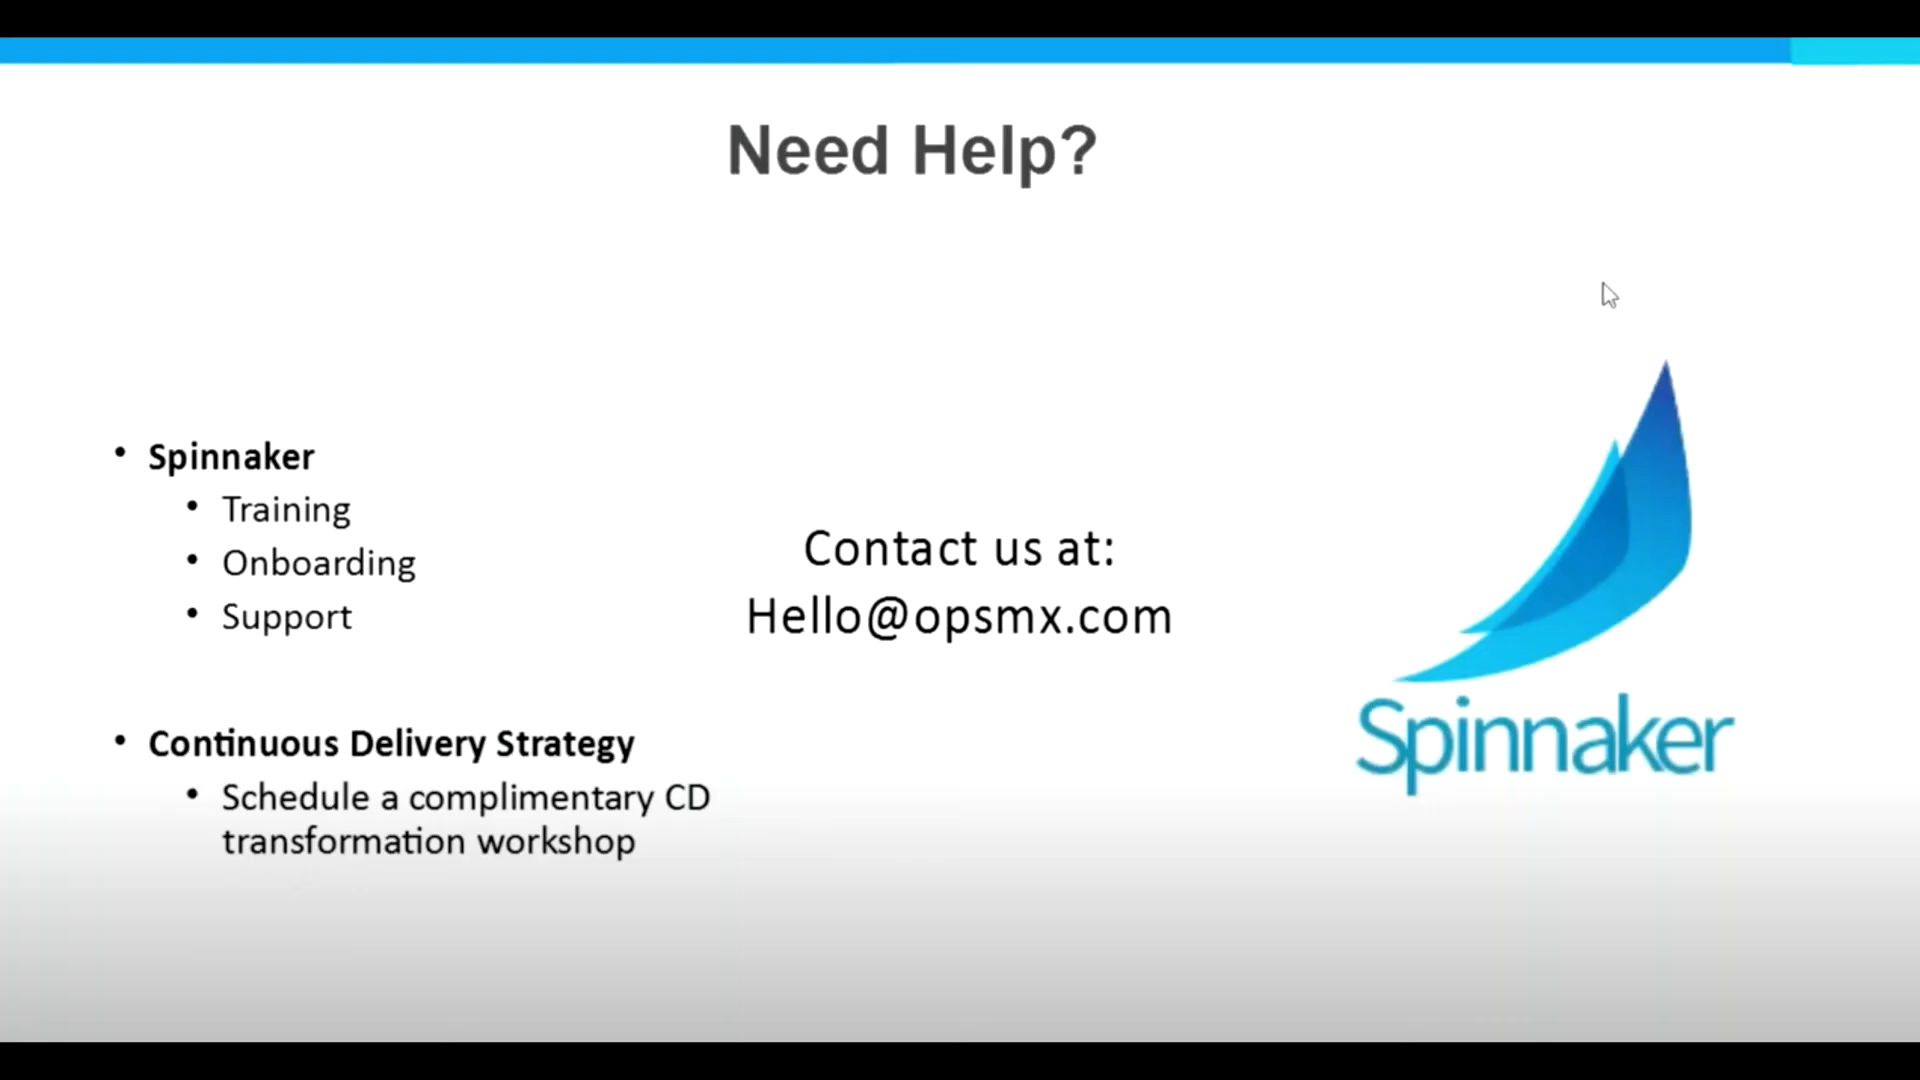 Need Help?
• Spinnaker
• Training
• Onboarding
• Support
• Continuous Delivery Strategy
• Schedule a complimentary CD
transformation workshop
Contact us at:
Hello@opsmx.com
Spinnaker